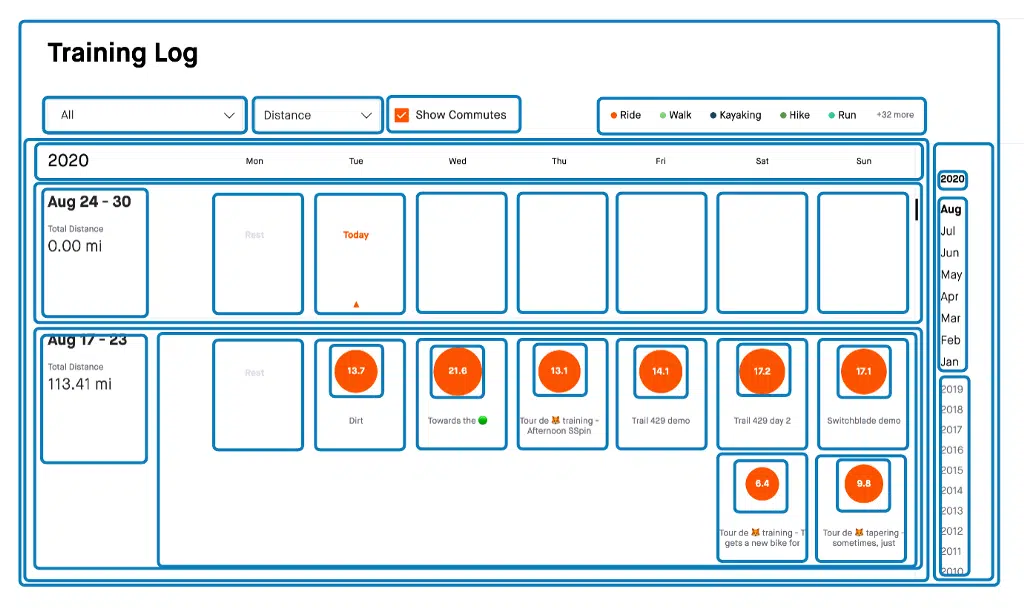 Training Log
All
Distance
Show Commutes
Ride
Walk
Kayaking
Hike
Run
+32 more
2020
Mon
Tue
Wed
Thu
Fri
Sat
Sun
Aug 24 - 30
Total Distance
0.00 mi
Rest
Today
Aug 17 - 23
Total Distance
113.41 mi
Rest
13.7
Dirt
21.6
Towards the 🟢
13.1
Tour de 🦊 training -
Afternoon SSpin
14.1
Trail 429 demo
17.2
Trail 429 day 2
17.1
Switchblade demo
6.4
Tour de 🦊 training - T
gets a new bike for
9.8
Tour de 🦊 tapering -
sometimes, just
2020
Aug
Jul
Jun
May
Apr
Mar
Feb
Jan
2019
2018
2017
2016
2015
2014
2013
2012
2011
2010